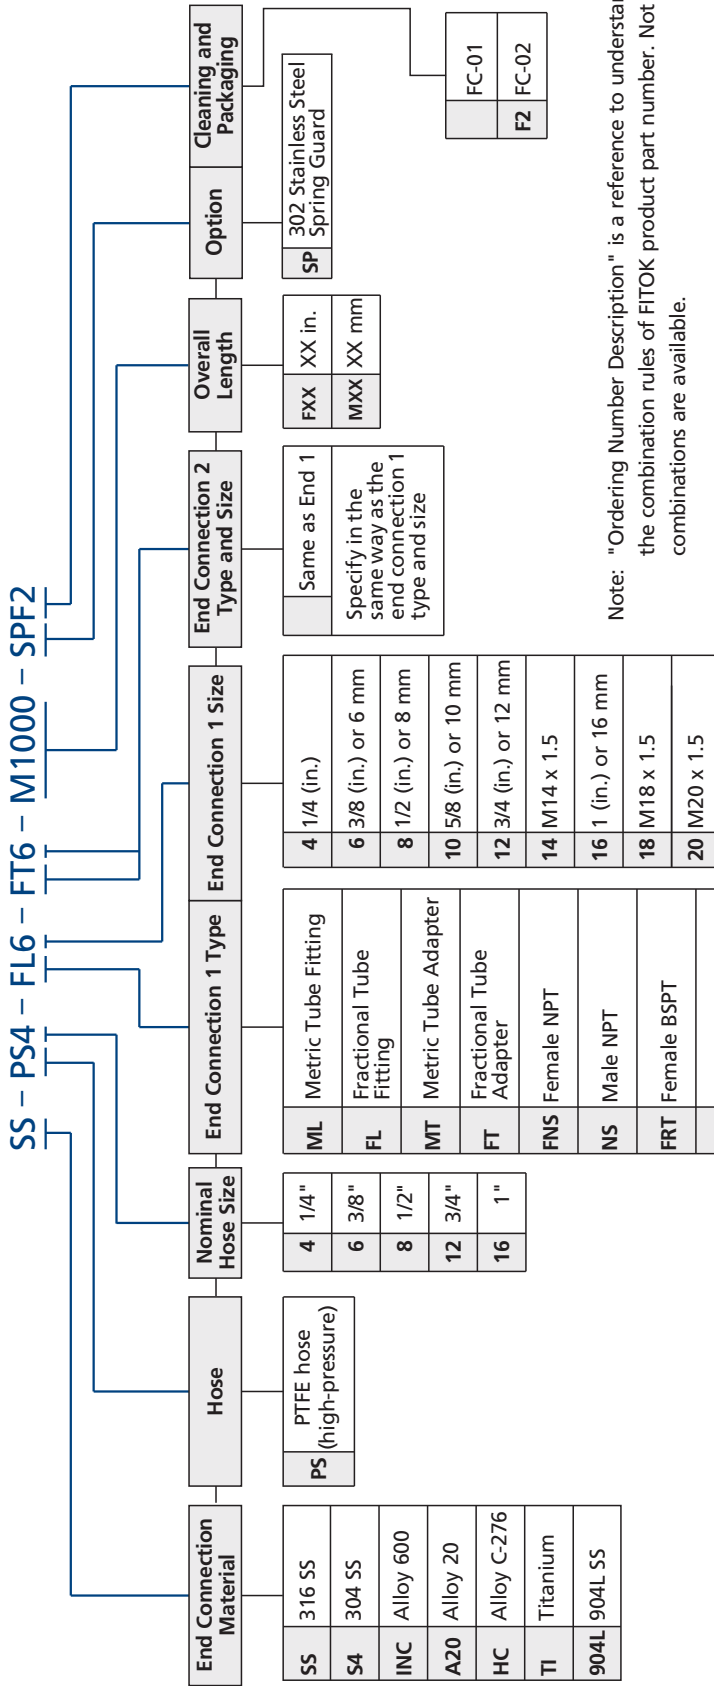 SS – PS4 – FL6 – FT6 – M1000 – SPF2
End Connection
Material
SS 316 SS
S4 304 SS
INC Alloy 600
A20 Alloy 20
HC Alloy C-276
TI Titanium
904L 904L SS
Hose
PS PTFE hose
(high-pressure)
Nominal
Hose Size
4 1/4"
6 3/8"
8 1/2"
12 3/4"
16 1"
End Connection 1 Type
ML Metric Tube Fitting
FL Fractional Tube
Fitting
MT Metric Tube Adapter
FT Fractional Tube
Adapter
FNS Female NPT
NS Male NPT
FRT Female BSPT
End Connection 1 Size
4 1/4 (in.)
6 3/8 (in.) or 6 mm
8 1/2 (in.) or 8 mm
10 5/8 (in.) or 10 mm
12 3/4 (in.) or 12 mm
14 M14 x 1.5
16 1 (in.) or 16 mm
18 M18 x 1.5
20 M20 x 1.5
End Connection 2
Type and Size
Same as End 1
Specify in the
same way as the
end connection 1
type and size
Overall
Length
FXX XX in.
MXX XX mm
Option
SP 302 Stainless Steel
Spring Guard
Cleaning and
Packaging
FC-01
F2 FC-02
Note: "Ordering Number Description" is a reference to understan
the combination rules of FITOK product part number. Not
combinations are available.